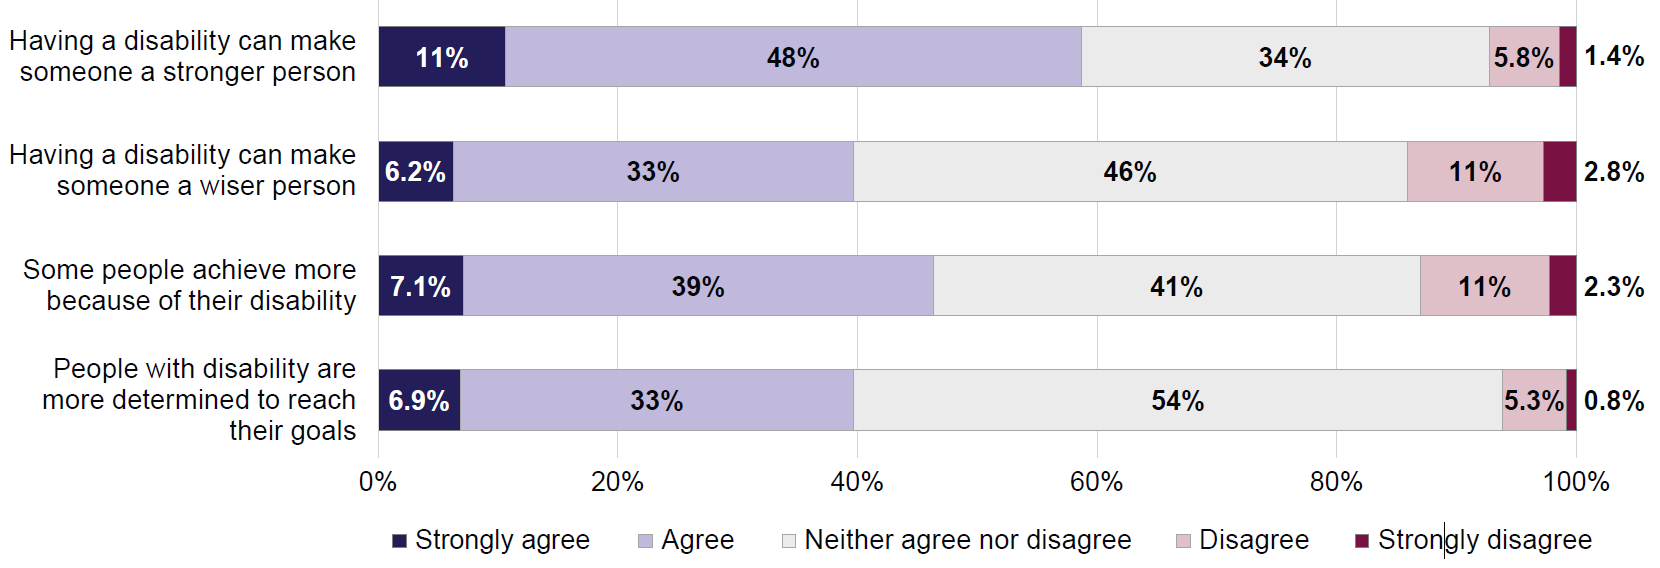 Having a disability can make
someone a stronger person
11% 48% 34% 5.8% 1.4%
Having a disability can make
someone a wiser person
6.2% 33% 46% 11% 2.8%
Some people achieve more
because of their disability
7.1% 39% 41% 11% 2.3%
People with disability are
more determined to reach
their goals
6.9% 33% 54% 5.3% 0.8%
0% 20% 40% 60% 80% 100%
Strongly agree Agree Neither agree nor disagree Disagree Strongly disagree